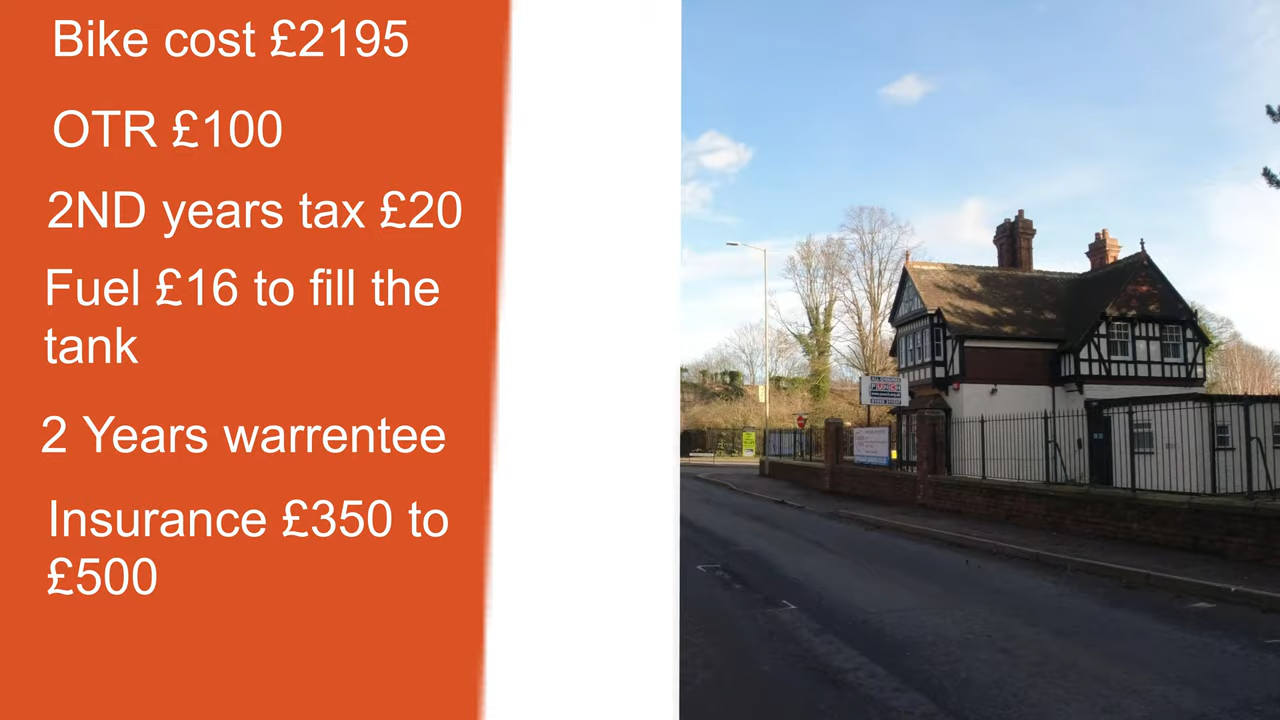 Bike cost £2195
OTR £100
2ND years tax £20
Fuel £16 to fill the
tank
2 Years warrentee
Insurance £350 to
£500